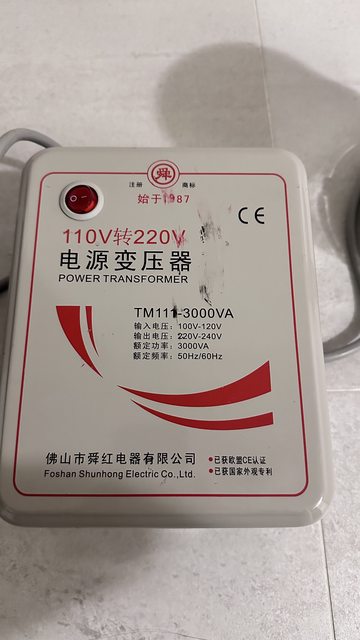 舜
注册 商标
始于1987
CE
110V转220V
电源变压器
POWER TRANSFORMER
TM111-3000VA
输入电压：100V-120V
输出电压：220V-240V
额定功率：3000VA
额定频率：50Hz/60Hz
佛山市舜红电器有限公司
Foshan Shunhong Electric Co.,Ltd.
•已获欧盟CE认证
•已获国家外观专利